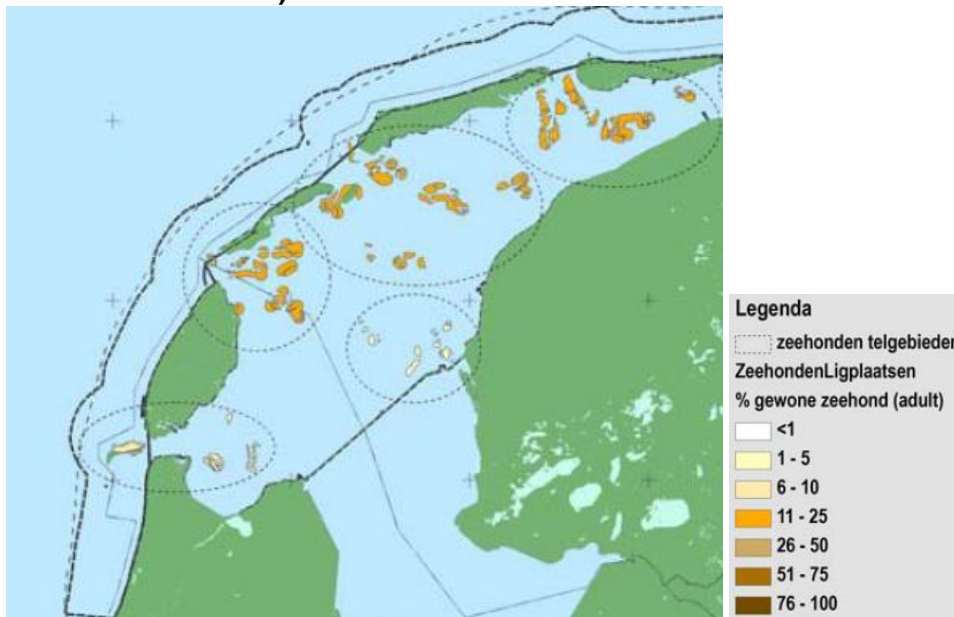 Legenda
zeehonden telgebieden
ZeehondenLigplaatsen
% gewone zeehond (adult)
<1
1 - 5
6 - 10
11 - 25
26 - 50
51 - 75
76 - 100